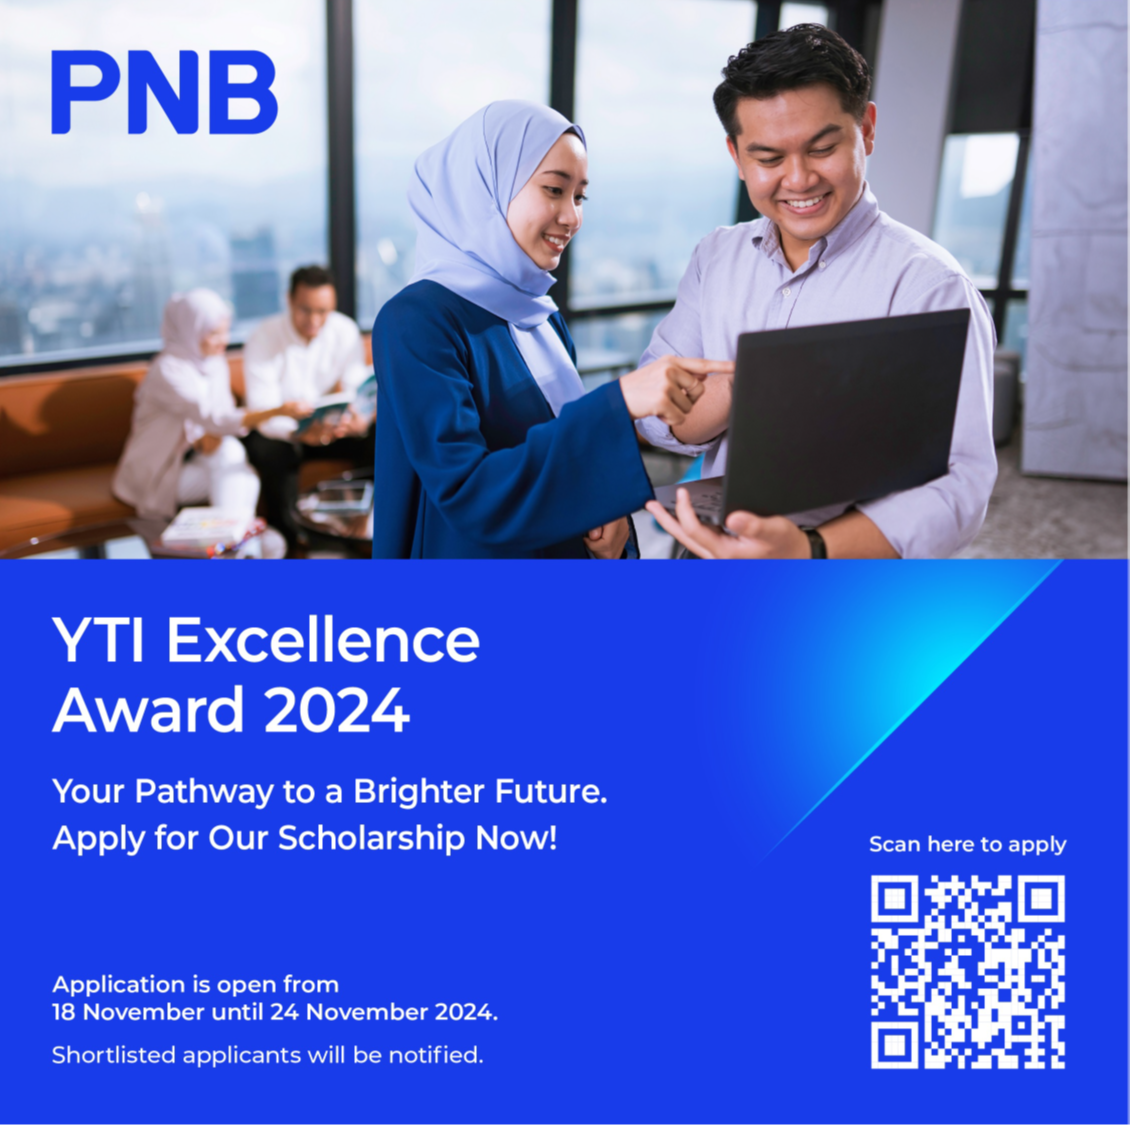 PNB
YTI Excellence
Award 2024
Your Pathway to a Brighter Future.
Apply for Our Scholarship Now!
Scan here to apply
Application is open from
18 November until 24 November 2024.
Shortlisted applicants will be notified.